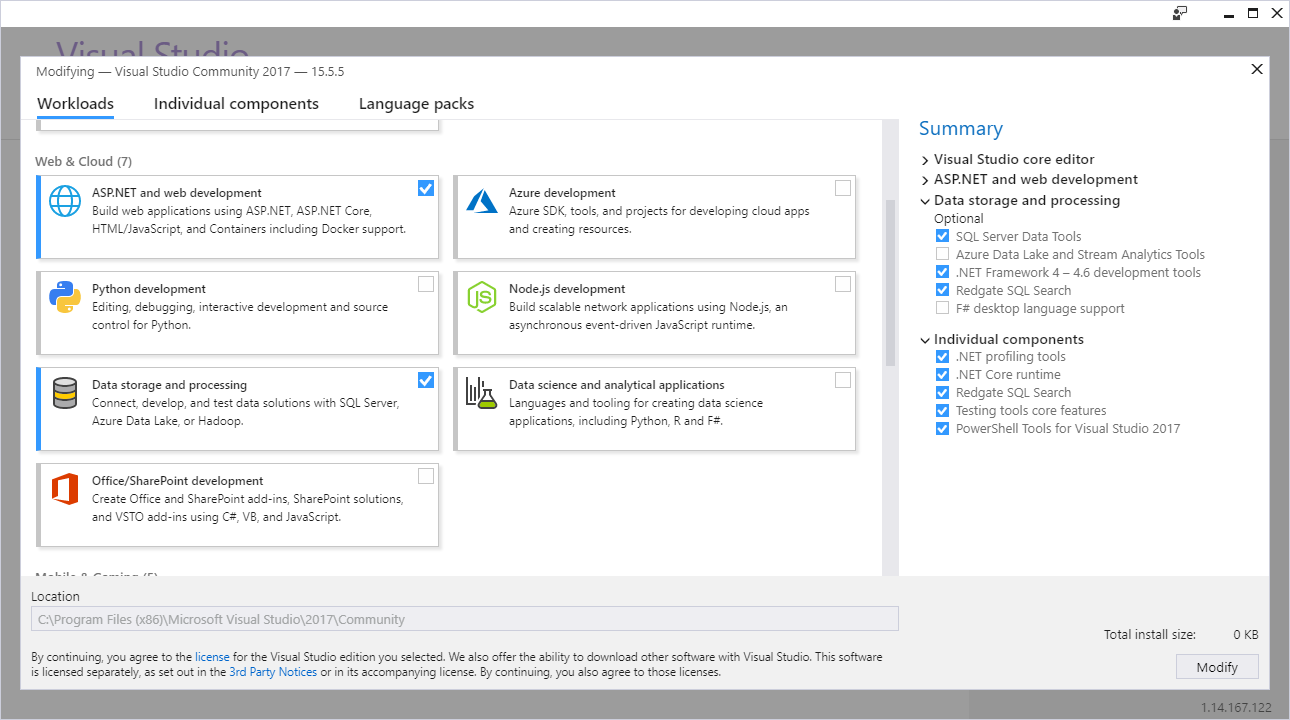 Visual Studio
Modifying — Visual Studio Community 2017 — 15.5.5
Workloads
Individual components
Language packs
Web & Cloud (7)
ASP.NET and web development
Build web applications using ASP.NET, ASP.NET Core,
HTML/JavaScript, and Containers including Docker support.
Azure development
Azure SDK, tools, and projects for developing cloud apps
and creating resources.
Python development
Editing, debugging, interactive development and source
control for Python.
Node.js development
Build scalable network applications using Node.js, an
asynchronous event-driven JavaScript runtime.
Data storage and processing
Connect, develop, and test data solutions with SQL Server,
Azure Data Lake, or Hadoop.
Data science and analytical applications
Languages and tooling for creating data science
applications, including Python, R and F#.
Office/SharePoint development
Create Office and SharePoint add-ins, SharePoint solutions,
and VSTO add-ins using C#, VB, and JavaScript.
Mobile & Gaming (5)
Summary
Visual Studio core editor
ASP.NET and web development
Data storage and processing
Optional
SQL Server Data Tools
Azure Data Lake and Stream Analytics Tools
.NET Framework 4 – 4.6 development tools
Redgate SQL Search
F# desktop language support
Individual components
.NET profiling tools
.NET Core runtime
Redgate SQL Search
Testing tools core features
PowerShell Tools for Visual Studio 2017
Location
C:\Program Files (x86)\Microsoft Visual Studio\2017\Community
By continuing, you agree to the license for the Visual Studio edition you selected. We also offer the ability to download other software with Visual Studio. This software
is licensed separately, as set out in the 3rd Party Notices or in its accompanying license. By continuing, you also agree to those licenses.
Total install size: 0 KB
Modify
1.14.167.122